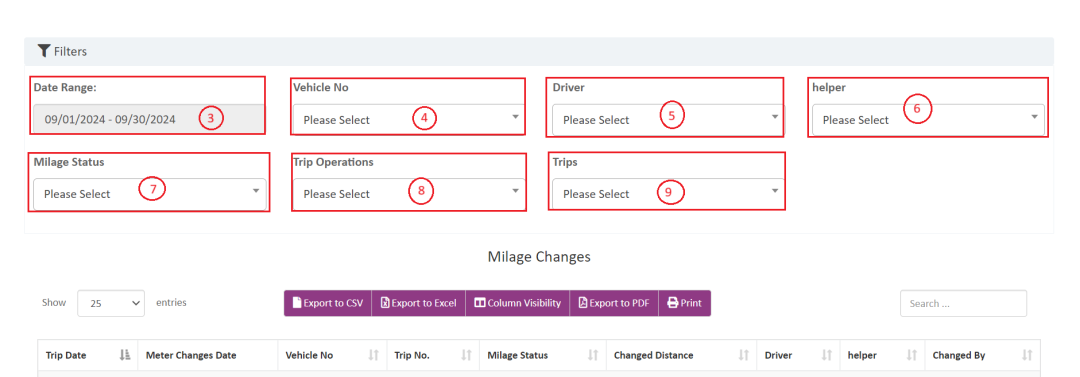 Filters
Date Range: Vehicle No Driver helper
09/01/2024 - 09/30/2024 3 Please Select 4 Please Select 5 Please Select 6
Milage Status Trip Operations Trips
Please Select 7 Please Select 8 Please Select 9
Milage Changes
Show 25 entries Export to CSV Export to Excel Column Visibility Export to PDF Print Search ...
Trip Date Meter Changes Date Vehicle No Trip No. Milage Status Changed Distance Driver helper Changed By